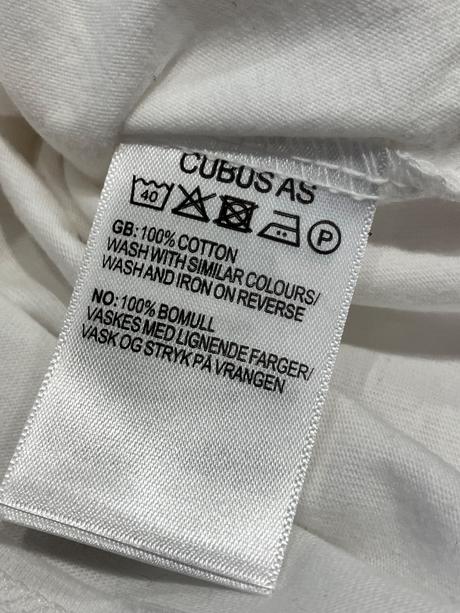 CUBUS AS
40 P
GB: 100% COTTON
WASH WITH SIMILAR COLOURS/
WASH AND IRON ON REVERSE
NO: 100% BOMULL
VASKES MED LIGNENDE FARGER/
VASK OG STRYK PÅ VRANGEN